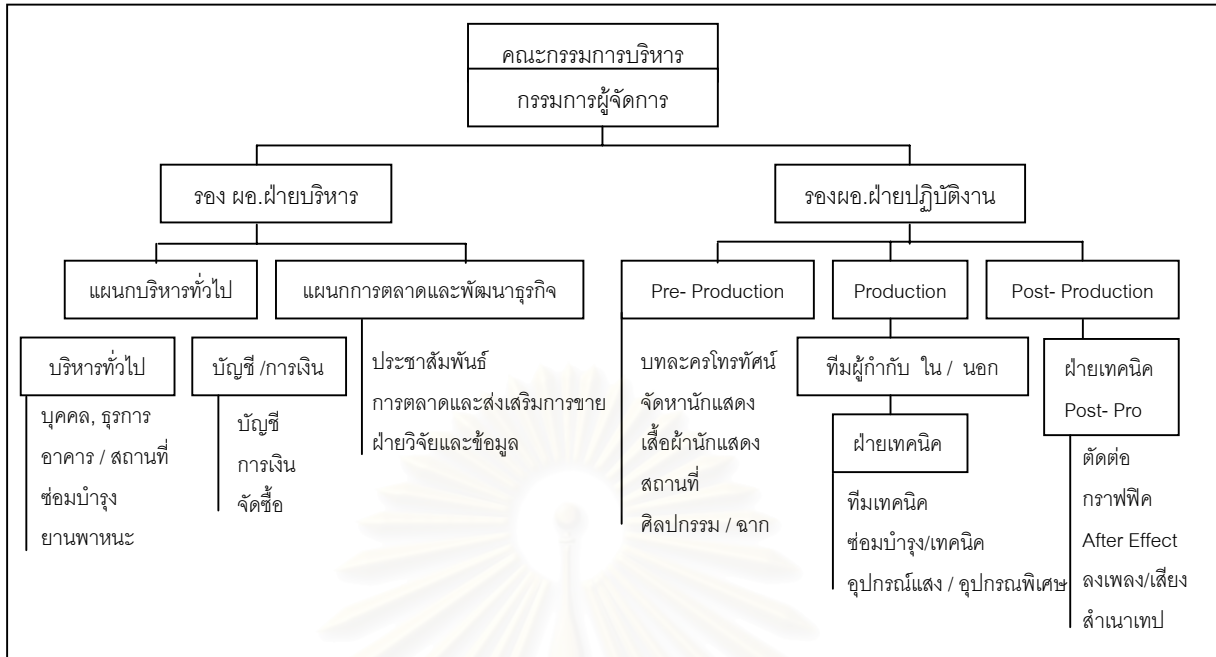 คณะกรรมการบริหาร
กรรมการผู้จัดการ
รอง ผอ.ฝ่ายบริหาร
รองผอ.ฝ่ายปฏิบัติงาน
แผนกบริหารทั่วไป
แผนกการตลาดและพัฒนาธุรกิจ
Pre- Production
Production
Post- Production
บริหารทั่วไป
บุคคล, ธุรการ
อาคาร / สถานที่
ซ่อมบำรุง
ยานพาหนะ
บัญชี /การเงิน
บัญชี
การเงิน
จัดซื้อ
ประชาสัมพันธ์
การตลาดและส่งเสริมการขาย
ฝ่ายวิจัยและข้อมูล
บทละครโทรทัศน์
จัดหานักแสดง
เสื้อผ้านักแสดง
สถานที่
ศิลปกรรม / ฉาก
ทีมผู้กำกับ ใน / นอก
ฝ่ายเทคนิค
ทีมเทคนิค
ซ่อมบำรุง/เทคนิค
อุปกรณ์แสง / อุปกรณพิเศษ
ฝ่ายเทคนิค
Post- Pro
ตัดต่อ
กราฟฟิค
After Effect
ลงเพลง/เสียง
สำเนาเทป